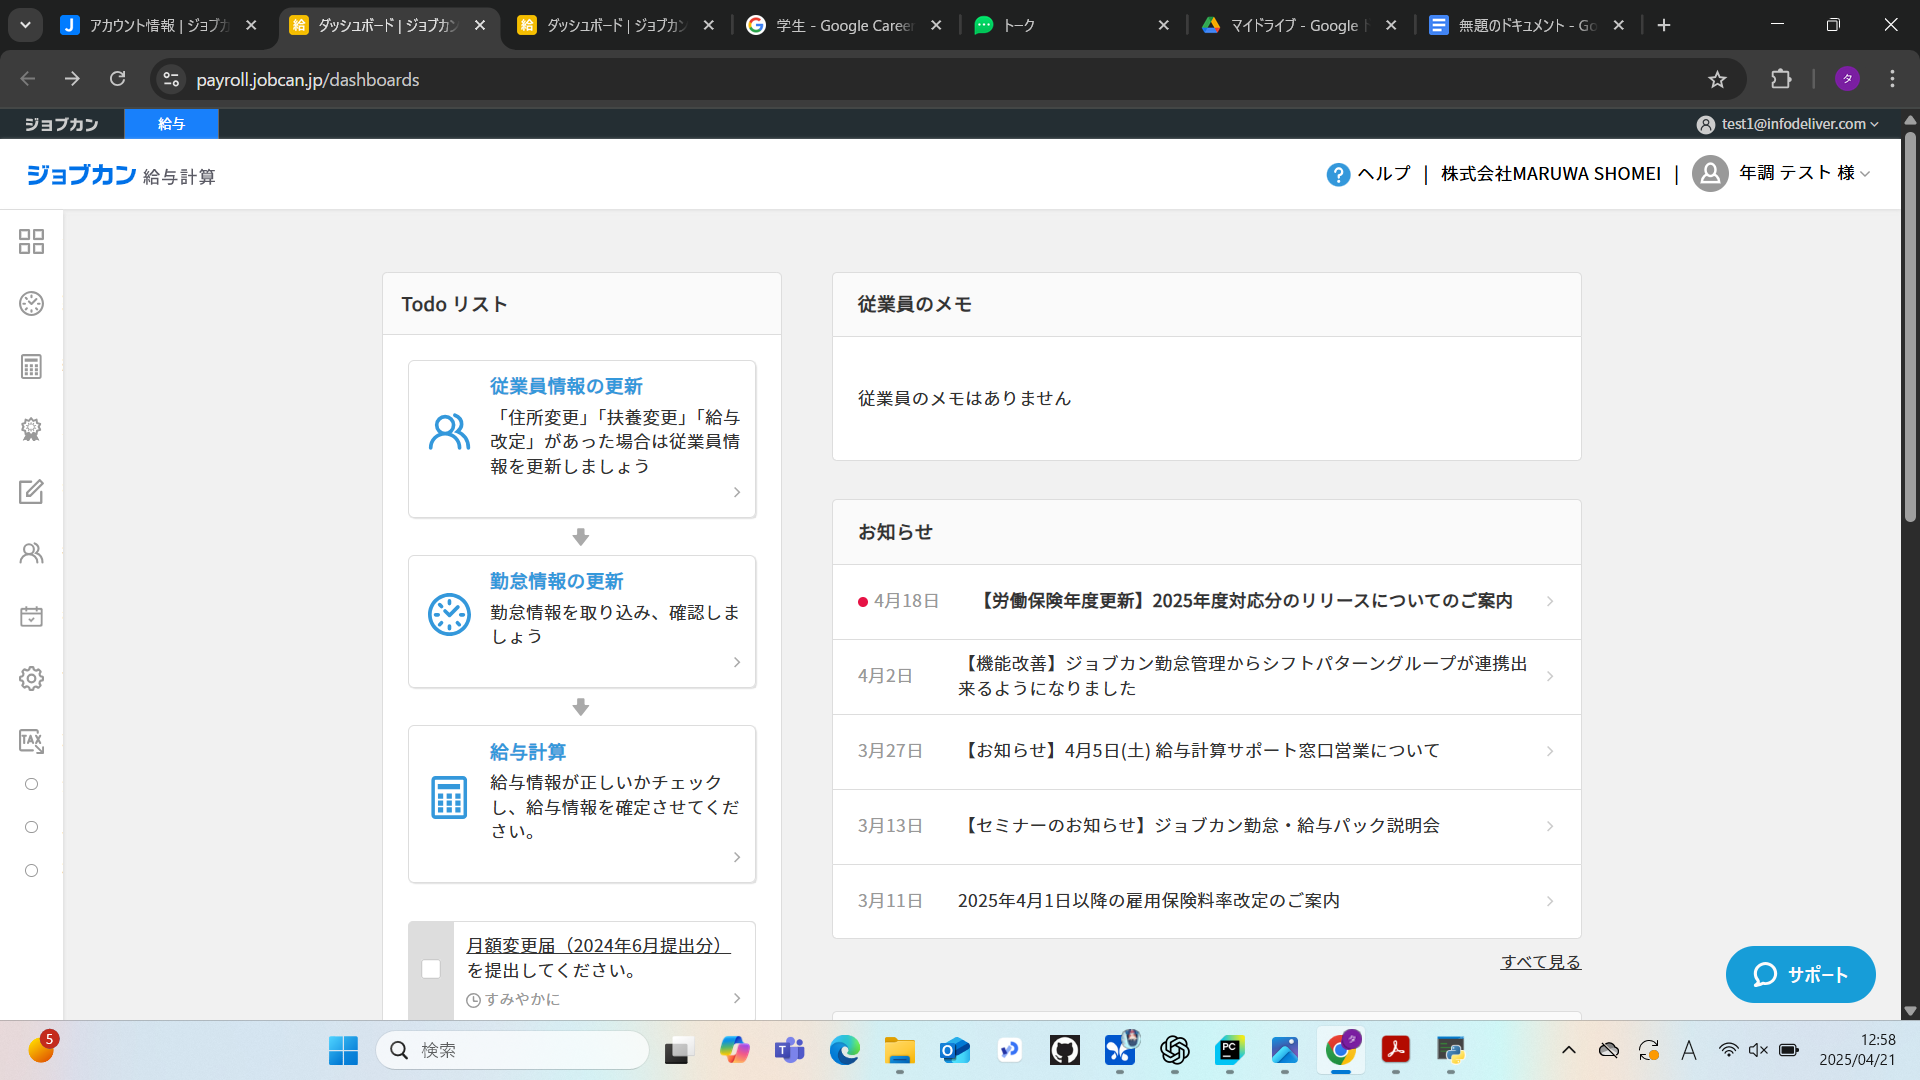 アカウント情報 | ジョブカ
ダッシュボード | ジョブカン
ダッシュボード | ジョブカン
学生 - Google Career
トーク
マイドライブ - Google ド
無題のドキュメント - Go
payroll.jobcan.jp/dashboards
タ
ジョブカン
給与
test1@infodeliver.com
ジョブカン 給与計算
ヘルプ | 株式会社MARUWA SHOMEI | 年調 テスト 様
Todo リスト
従業員情報の更新
「住所変更」「扶養変更」「給与
改定」があった場合は従業員情
報を更新しましょう
勤怠情報の更新
勤怠情報を取り込み、確認しま
しょう
給与計算
給与情報が正しいかチェック
し、給与情報を確定させてくだ
さい。
月額変更届（2024年6月提出分）
を提出してください。
すみやかに
従業員のメモ
従業員のメモはありません
お知らせ
4月18日 【労働保険年度更新】2025年度対応分のリリースについてのご案内
4月2日 【機能改善】ジョブカン勤怠管理からシフトパターングループが連携出
来るようになりました
3月27日 【お知らせ】4月5日(土) 給与計算サポート窓口営業について
3月13日 【セミナーのお知らせ】ジョブカン勤怠・給与パック説明会
3月11日 2025年4月1日以降の雇用保険料率改定のご案内
すべて見る
サポート
TAX
5
検索
A
12:58
2025/04/21